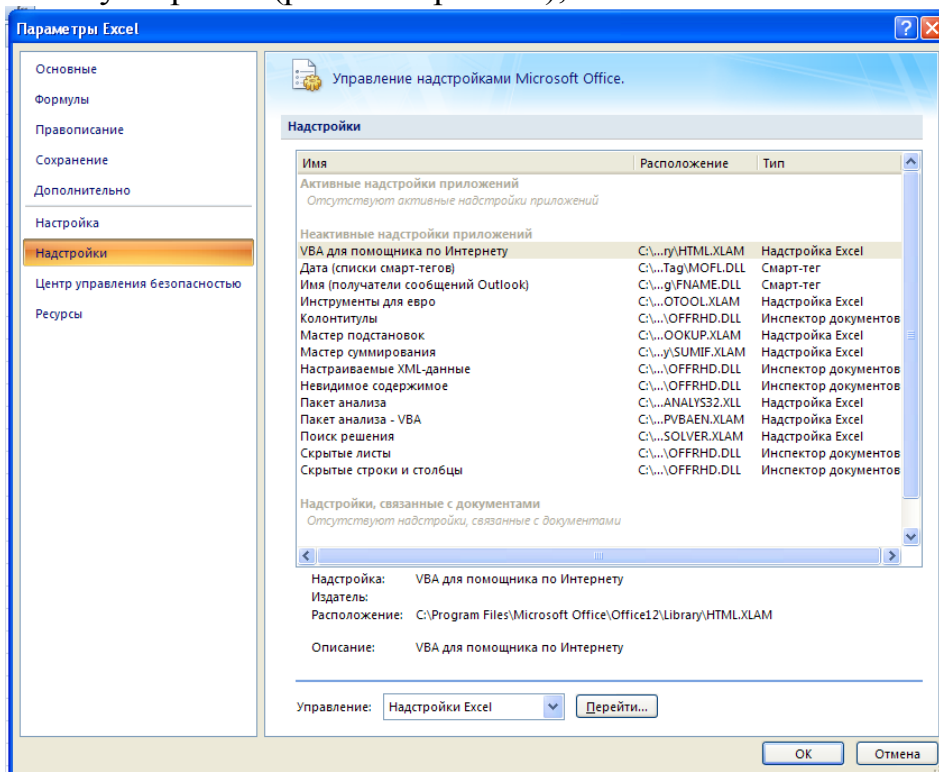 Параметры Excel
Основные
Формулы
Правописание
Сохранение
Дополнительно
Настройка
Надстройки
Центр управления безопасностью
Ресурсы
Управление надстройками Microsoft Office.
Надстройки
Имя Расположение Тип
Активные надстройки приложений
Отсутствуют активные надстройки приложений
Неактивные надстройки приложений
VBA для помощника по Интернету C:\...ry\HTML.XLAM Надстройка Excel
Дата (списки смарт-тегов) C:\...Tag\MOFL.DLL Смарт-тег
Имя (получатели сообщений Outlook) C:\...g\FNAME.DLL Смарт-тег
Инструменты для евро C:\...OTOOL.XLAM Надстройка Excel
Колонтитулы C:\...\OFFRHD.DLL Инспектор документов
Мастер подстановок C:\...OOKUP.XLAM Надстройка Excel
Мастер суммирования C:\...y\SUMIF.XLAM Надстройка Excel
Настраиваемые XML-данные C:\...\OFFRHD.DLL Инспектор документов
Невидимое содержимое C:\...\OFFRHD.DLL Инспектор документов
Пакет анализа C:\...ANALYS32.XLL Надстройка Excel
Пакет анализа - VBA C:\...PVBAEN.XLAM Надстройка Excel
Поиск решения C:\...SOLVER.XLAM Надстройка Excel
Скрытые листы C:\...\OFFRHD.DLL Инспектор документов
Скрытые строки и столбцы C:\...\OFFRHD.DLL Инспектор документов
Надстройки, связанные с документами
Отсутствуют надстройки, связанные с документами
Надстройка: VBA для помощника по Интернету
Издатель:
Расположение: C:\Program Files\Microsoft Office\Office12\Library\HTML.XLAM
Описание: VBA для помощника по Интернету
Управление: Надстройки Excel Перейти...
ОК Отмена